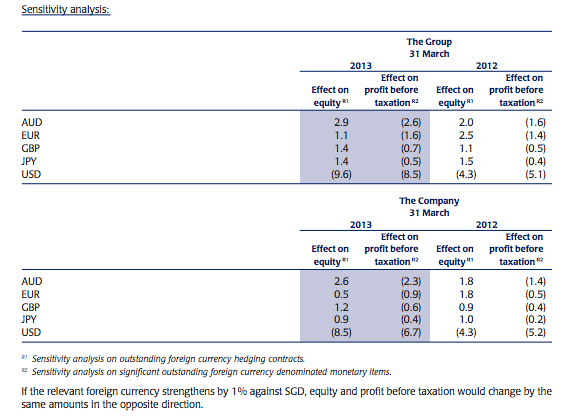 Sensitivity analysis:
The Group
31 March
2013 2012
Effect on Effect on
Effect on profit before Effect on profit before
equity R1 taxation R2 equity R1 taxation R2
AUD 2.9 (2.6) 2.0 (1.6)
EUR 1.1 (1.6) 2.5 (1.4)
GBP 1.4 (0.7) 1.1 (0.5)
JPY 1.4 (0.5) 1.5 (0.4)
USD (9.6) (8.5) (4.3) (5.1)
The Company
31 March
2013 2012
Effect on Effect on
Effect on profit before Effect on profit before
equity R1 taxation R2 equity R1 taxation R2
AUD 2.6 (2.3) 1.8 (1.4)
EUR 0.5 (0.9) 1.8 (0.5)
GBP 1.2 (0.6) 0.9 (0.4)
JPY 0.9 (0.4) 1.0 (0.2)
USD (8.5) (6.7) (4.3) (5.2)
R1 Sensitivity analysis on outstanding foreign currency hedging contracts.
R2 Sensitivity analysis on significant outstanding foreign currency denominated monetary items.
If the relevant foreign currency strengthens by 1% against SGD, equity and profit before taxation would change by the
same amounts in the opposite direction.